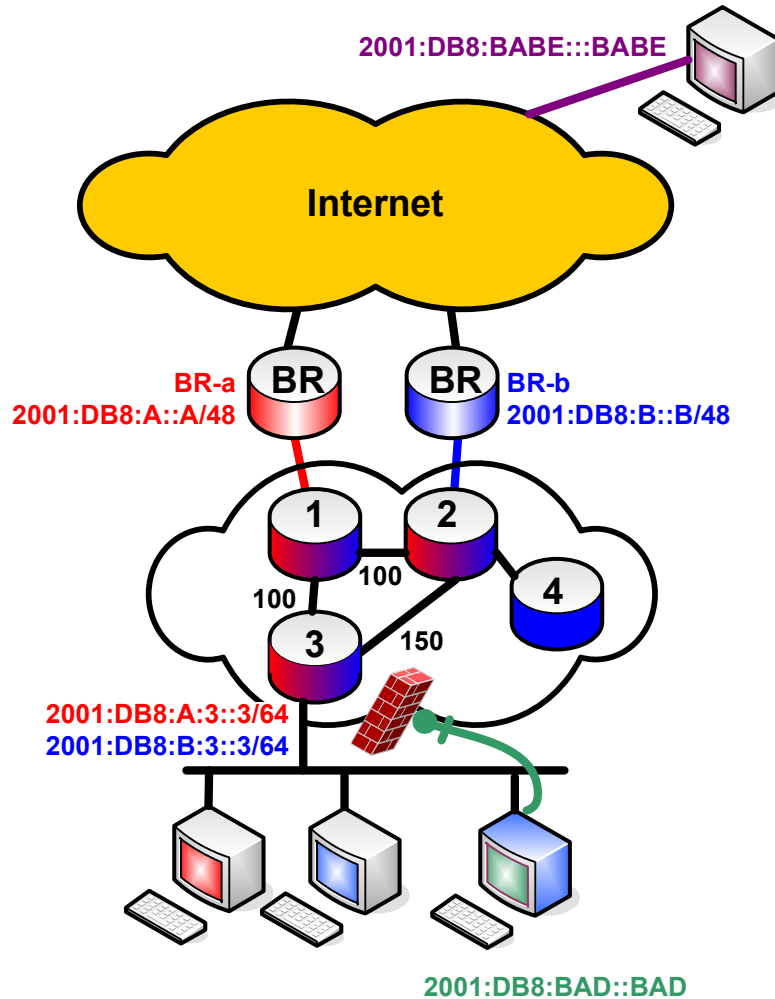 2001:DB8:BABE:::BABE
Internet
BR
BR
BR-a
2001:DB8:A::A/48
BR-b
2001:DB8:B::B/48
1
2
100
4
100
3
150
2001:DB8:A:3::3/64
2001:DB8:B:3::3/64
2001:DB8:BAD::BAD